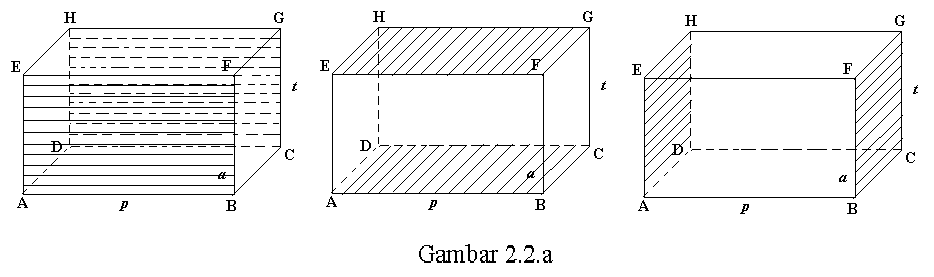 H G H G H G
E F E F E F
t t t
D C D C D C
a a a
A p B A p B A p B
Gambar 2.2.a